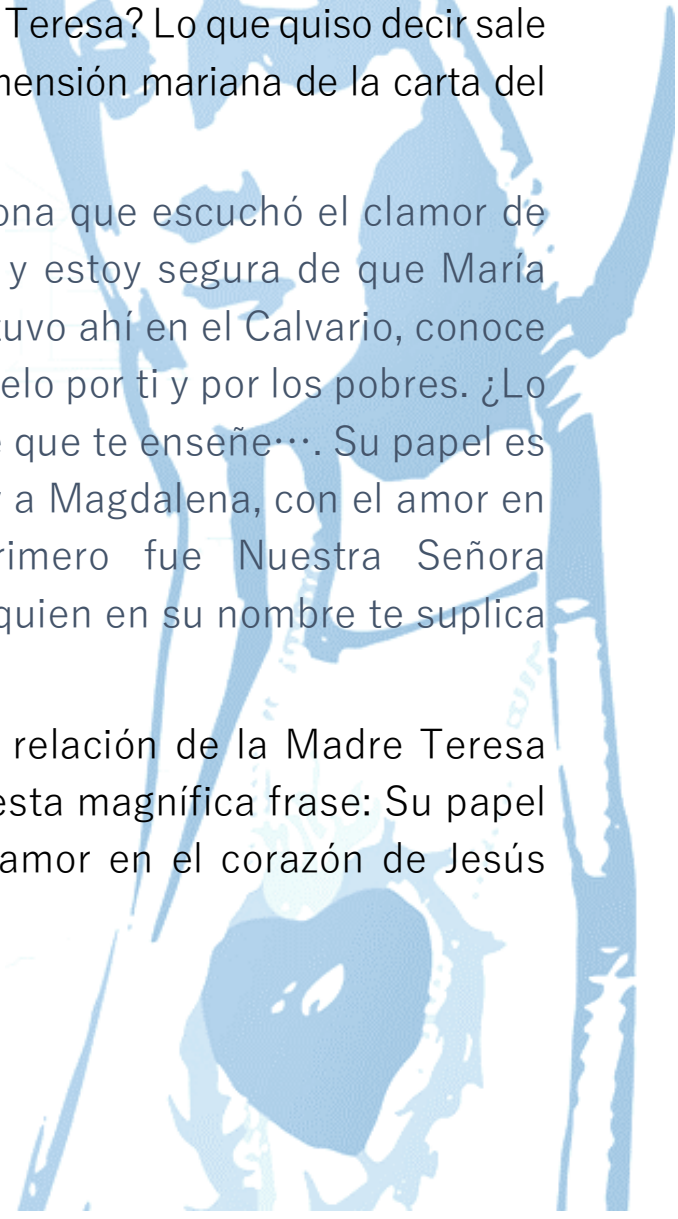 Teresa? Lo que quiso decir sale
mensión mariana de la carta del
ona que escuchó el clamor de
y estoy segura de que María
tuvo ahí en el Calvario, conoce
elo por ti y por los pobres. ¿Lo
que te enseñe···. Su papel es
a Magdalena, con el amor en
rimero fue Nuestra Señora
quien en su nombre te suplica
relación de la Madre Teresa
esta magnífica frase: Su papel
amor en el corazón de Jesús